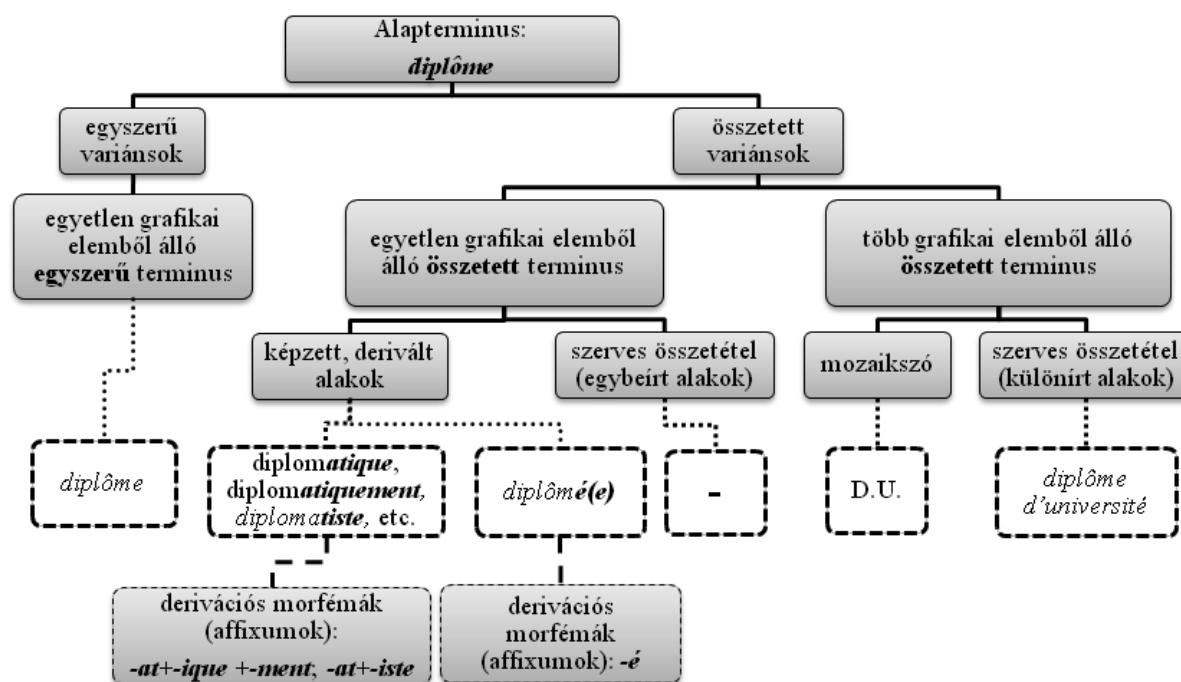 Alapterminus:
diplôme
egyszerű
variánsok
összetett
variánsok
egyetlen grafikai
elemből álló
egyszerű terminus
egyetlen grafikai elemből
álló összetett terminus
több grafikai elemből álló
összetett terminus
képzett, derivált
alakok
szerves összetétel
(egybeírt alakok)
mozaikszó
szerves összetétel
(különírt alakok)
diplôme
diplomatique,
diplomatiquement,
diplomatiste, etc.
diplômé(e)
-
D.U.
diplôme
d'université
derivációs morfémák
(affixumok):
-at+-ique +-ment; -at+-iste
derivációs
morfémák
(affixumok): -é